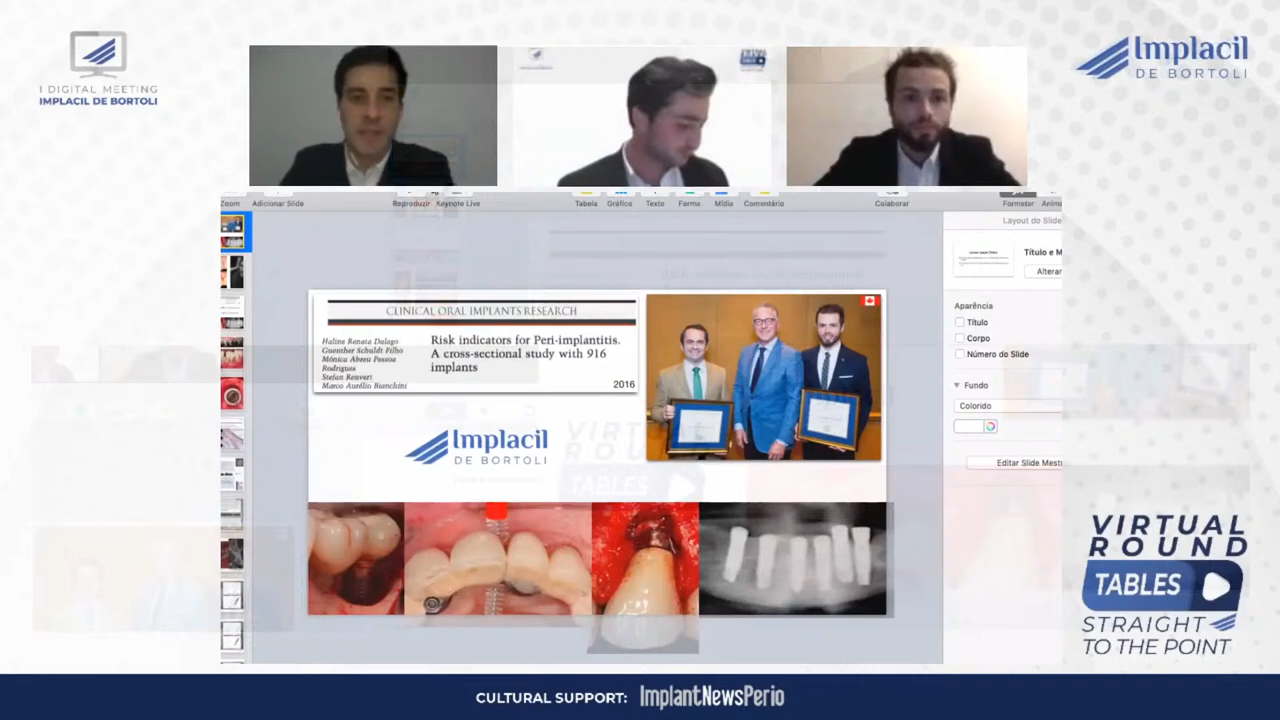 I DIGITAL MEETING
IMPLACIL DE BORTOLI
Implacil
DE BORTOLI
Zoom
Adicionar Slide
Reproduzir
Keynote Live
Tabela
Gráfico
Texto
Forma
Mídia
Comentário
Colaborar
Formatar
Layout do Slide
Título e M
Alterar
Aparência
Título
Corpo
Número do Slide
Fundo
Colorido
Editar Slide Mest
CLINICAL ORAL IMPLANTS RESEARCH
Haline Renata Dalago
Guenther Schuldt Filho
Mônica Abreu Pessoa
Rodrigues
Stefan Renvert
Marco Aurélio Bianchini
Risk indicators for Peri-implantitis.
A cross-sectional study with 916
implants
2016
Implacil
DE BORTOLI
VIRTUAL
ROUND
TABLES
STRAIGHT
TO THE POINT
CULTURAL SUPPORT: ImplantNewsPerio